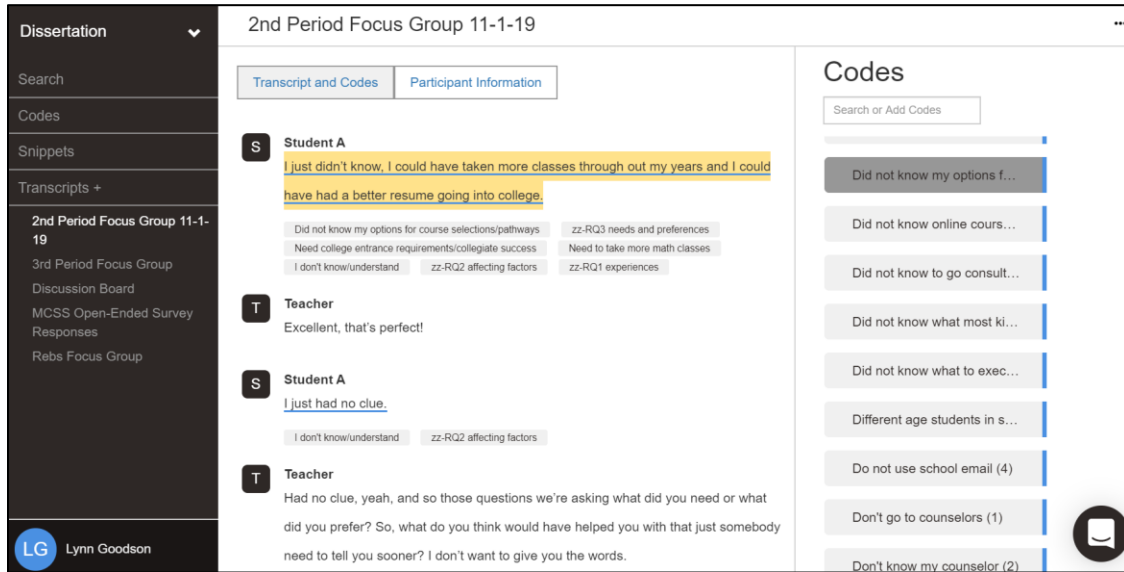 Dissertation
Search
Codes
Snippets
Transcripts +
2nd Period Focus Group 11-1-
19
3rd Period Focus Group
Discussion Board
MCSS Open-Ended Survey
Responses
Rebs Focus Group
LG Lynn Goodson
2nd Period Focus Group 11-1-19
Transcript and Codes Participant Information
S Student A
I just didn't know, I could have taken more classes through out my years and I could
have had a better resume going into college.
Did not know my options for course selections/pathways zz-RQ3 needs and preferences
Need college entrance requirements/collegiate success Need to take more math classes
I don't know/understand zz-RQ2 affecting factors zz-RQ1 experiences
T Teacher
Excellent, that's perfect!
S Student A
I just had no clue.
I don't know/understand zz-RQ2 affecting factors
T Teacher
Had no clue, yeah, and so those questions we're asking what did you need or what
did you prefer? So, what do you think would have helped you with that just somebody
need to tell you sooner? I don't want to give you the words.
Codes
Search or Add Codes
Did not know my options f...
Did not know online cours...
Did not know to go consult...
Did not know what most ki...
Did not know what to exec...
Different age students in s...
Do not use school email (4)
Don't go to counselors (1)
Don't know my counselor (2)